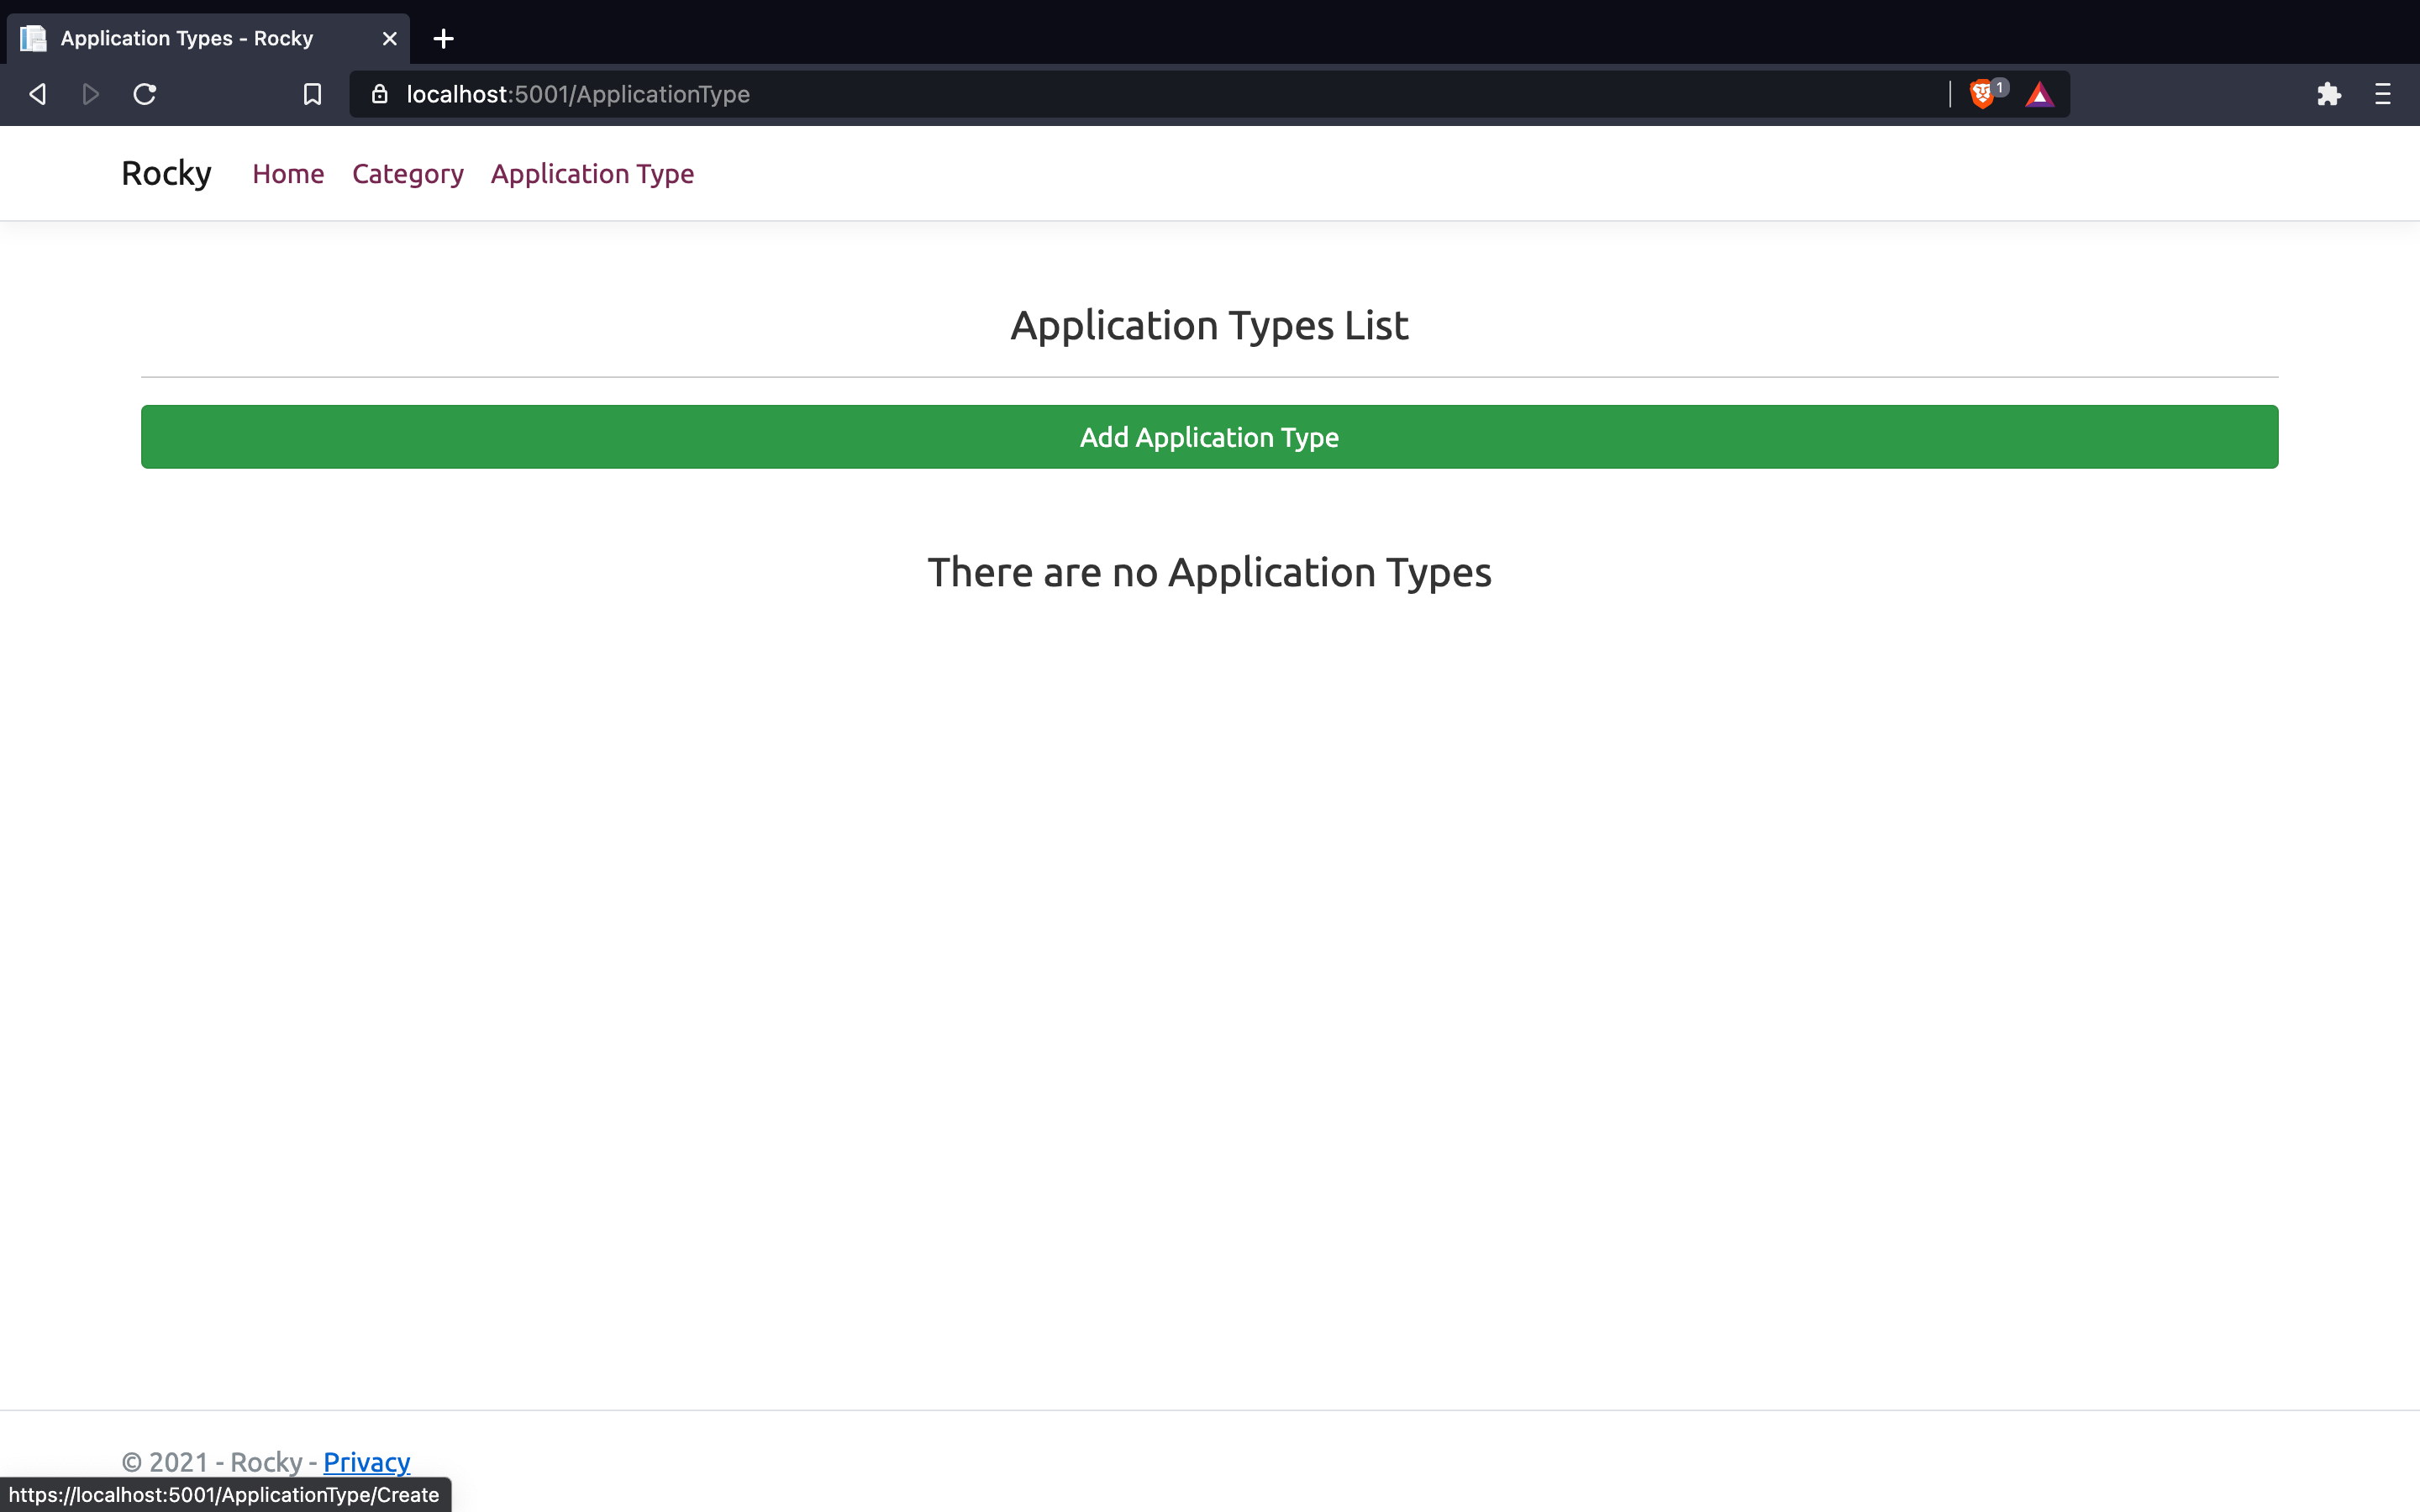 Application Types - Rocky
localhost:5001/ApplicationType
1
Rocky Home Category Application Type
Application Types List
Add Application Type
There are no Application Types
© 2021 - Rocky - Privacy
https://localhost:5001/ApplicationType/Create